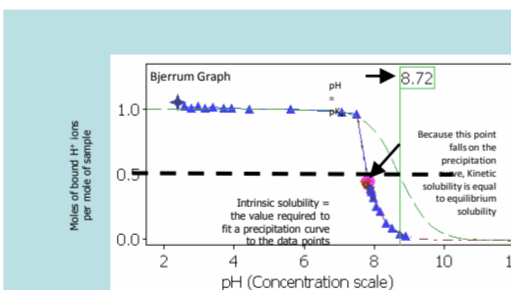 Bjerrum Graph
pH
=
8.72
1.0
0.5
0.0
Moles of bound H⁺ ions
per mole of sample
Because this point
falls on the
precipitation
Kinetic
solubility is equal
to equilibrium
solubility
Intrinsic solubility =
the value required to
fit a precipitation curve
to the data points
2
4
6
8
10
pH (Concentration scale)